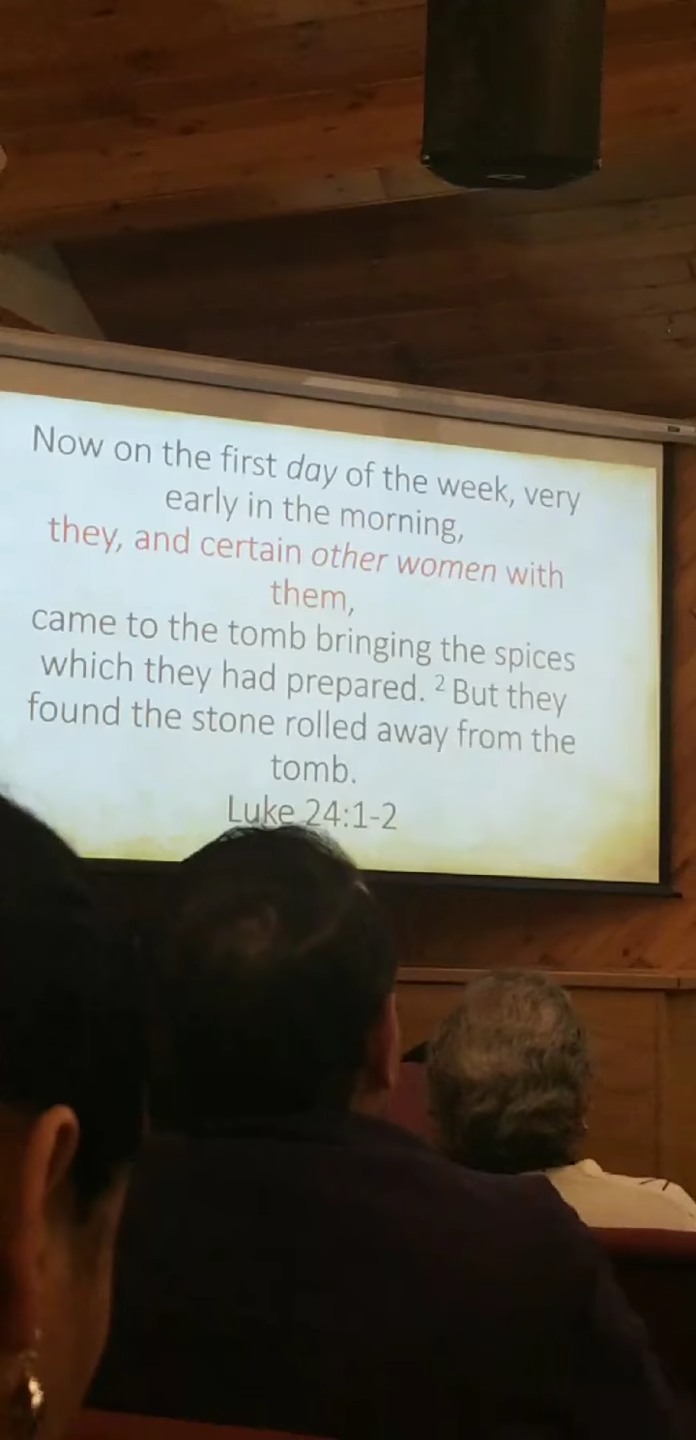 Now on the first day of the week, very
early in the morning,
they, and certain other women with
them,
came to the tomb bringing the spices
which they had prepared. ² But they
found the stone rolled away from the
tomb.
Luke 24:1-2